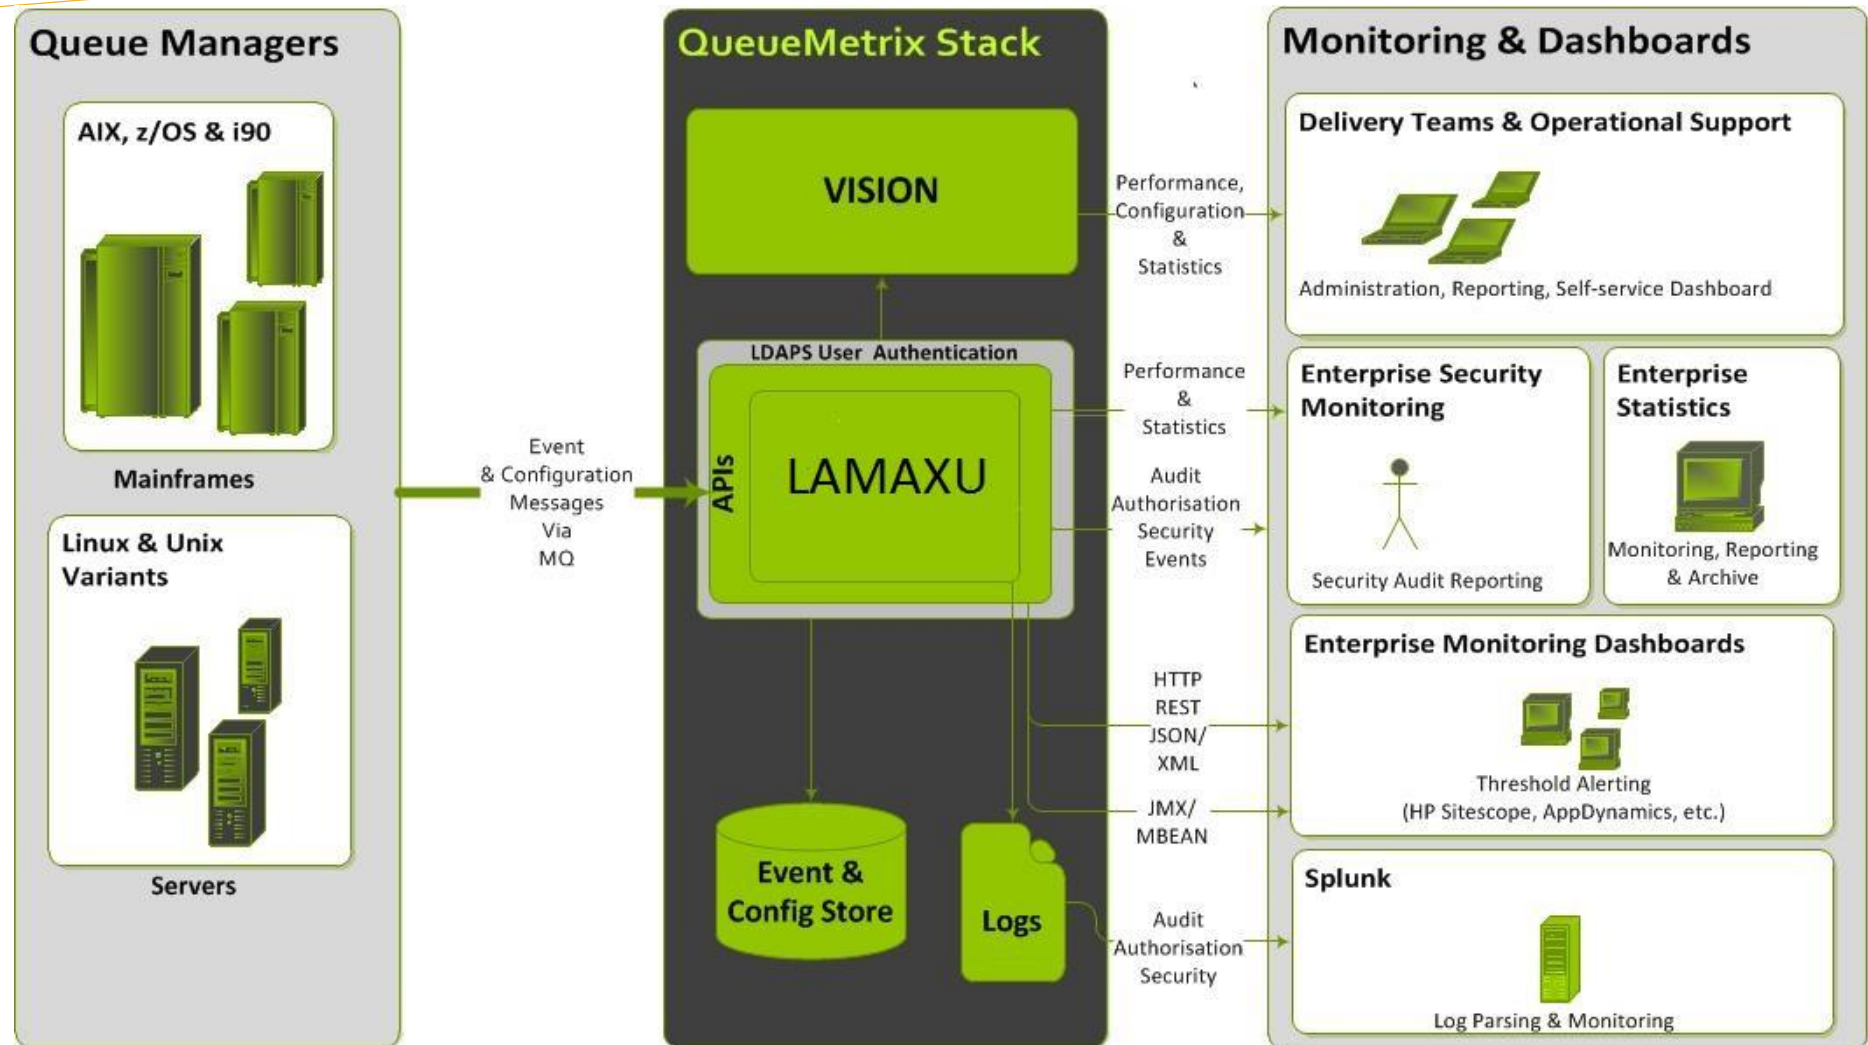 Queue Managers
AIX, z/OS & i90
Mainframes
Linux & Unix
Variants
Servers
Event
& Configuration
Messages
Via
MQ
QueueMetrix Stack
VISION
LDAPS User Authentication
APIs
LAMAXU
Event &
Config Store
Logs
Performance,
Configuration
&
Statistics
Performance
&
Statistics
Audit
Authorisation
Security
Events
HTTP
REST
JSON/
XML
JMX/
MBEAN
Audit
Authorisation
Security
Monitoring & Dashboards
Delivery Teams & Operational Support
Administration, Reporting, Self-service Dashboard
Enterprise Security
Monitoring
Security Audit Reporting
Enterprise
Statistics
Monitoring, Reporting
& Archive
Enterprise Monitoring Dashboards
Threshold Alerting
(HP Sitescope, AppDynamics, etc.)
Splunk
Log Parsing & Monitoring